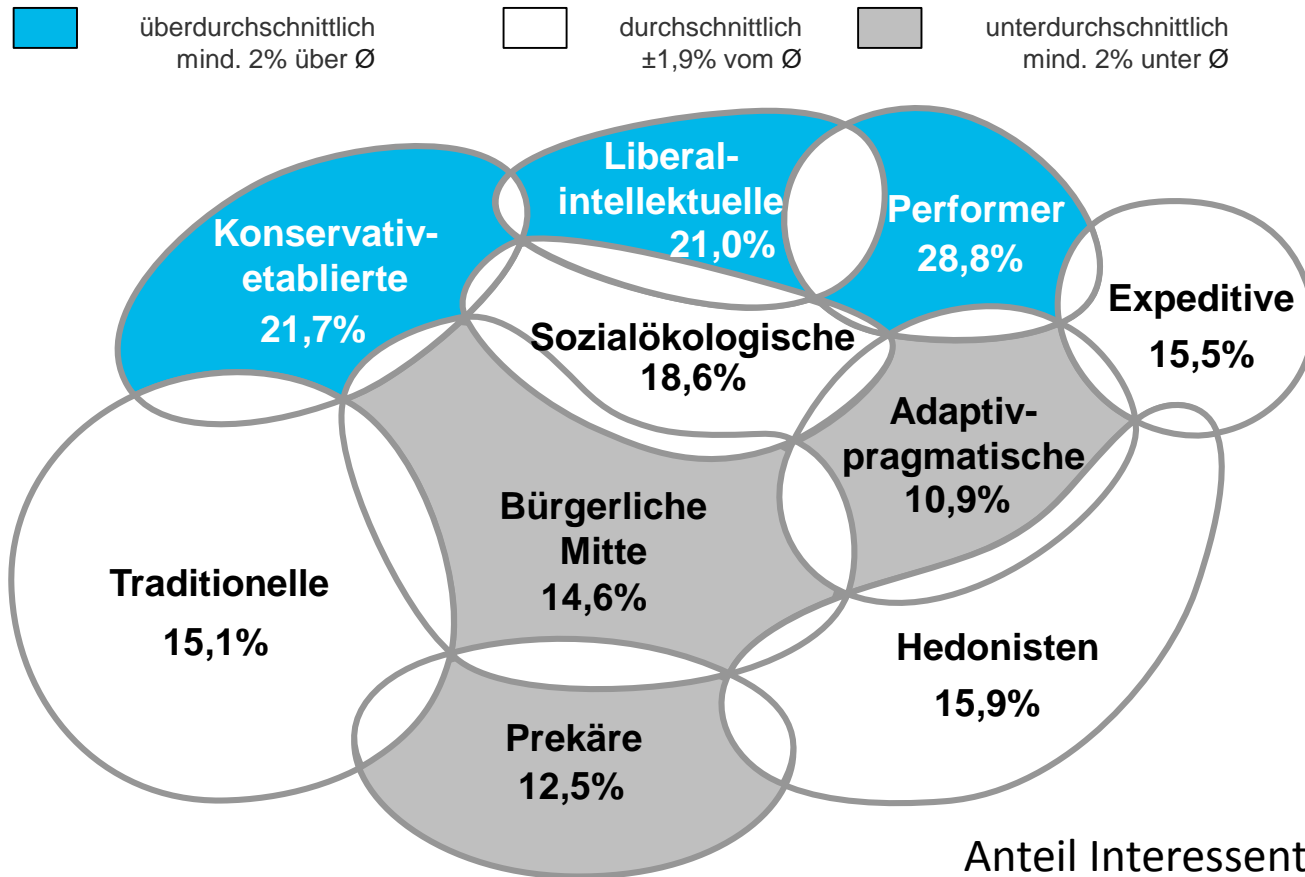 überdurchschnittlich
mind. 2% über Ø
durchschnittlich
±1,9% vom Ø
unterdurchschnittlich
mind. 2% unter Ø
Liberal-
intellektuelle
21,0%
Performer
28,8%
Konservativ-
etablierte
21,7%
Expeditive
15,5%
Sozialökologische
18,6%
Adaptiv-
pragmatische
10,9%
Bürgerliche
Mitte
14,6%
Traditionelle
15,1%
Hedonisten
15,9%
Prekäre
12,5%
Anteil Interessent